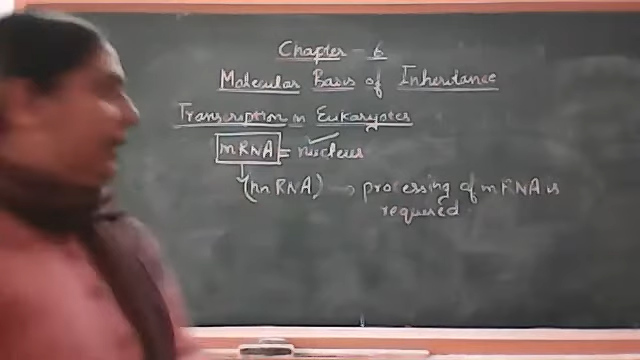 Chapter - 6
Molecular Basis of Inheritance
Transcription in Eukaryotes
mRNA = nucleus
(hnRNA) → processing of mRNA is
required